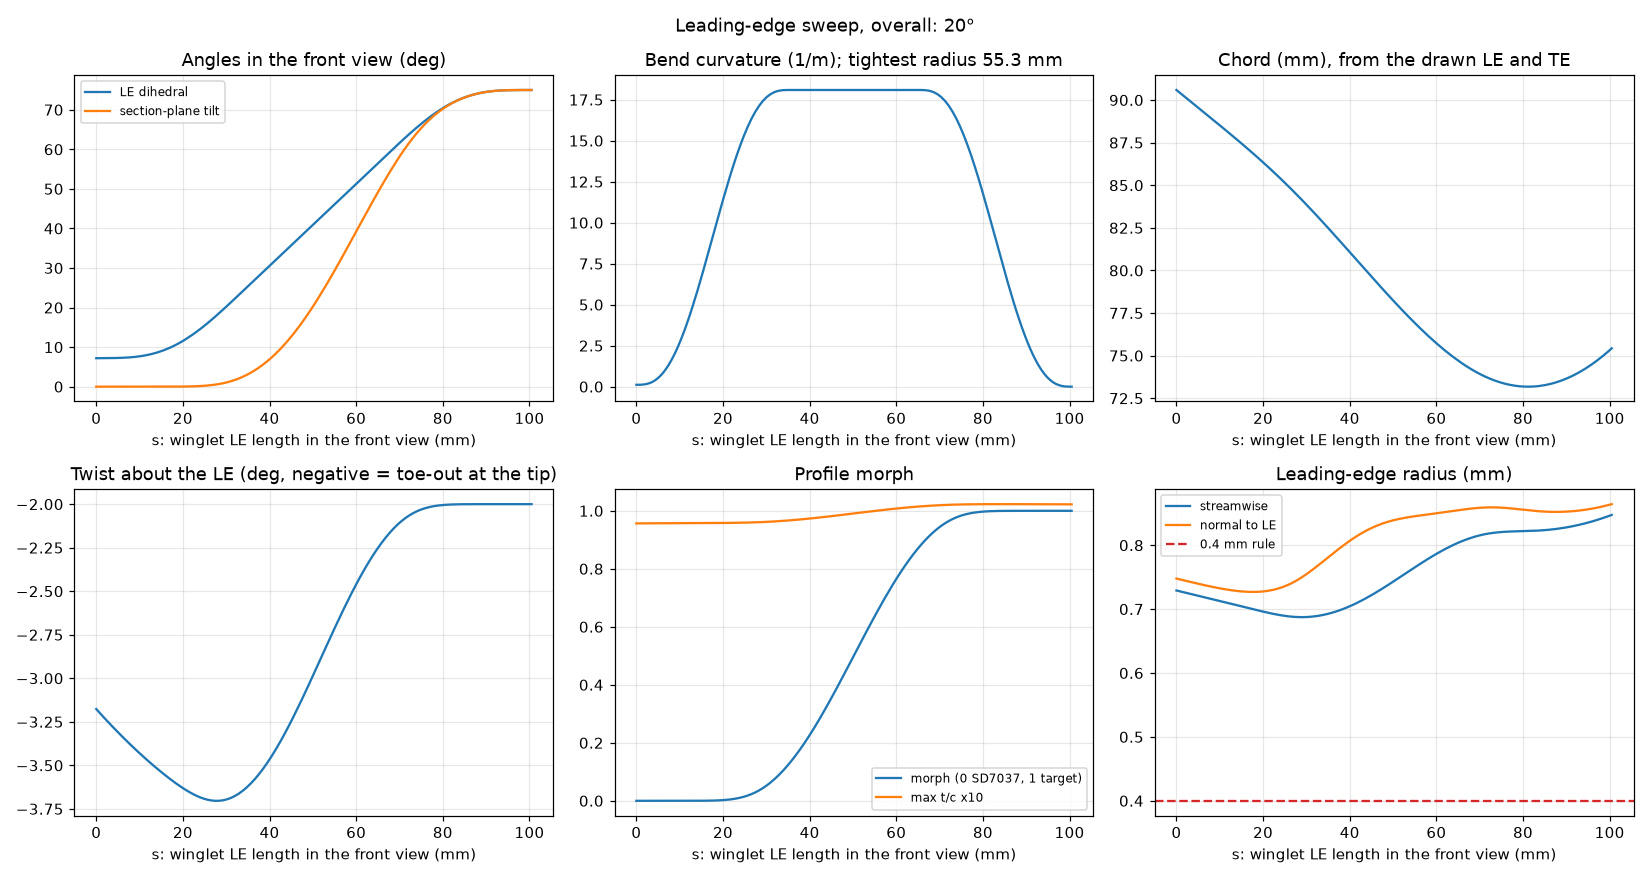 Leading-edge sweep, overall: 20°
Angles in the front view (deg)
LE dihedral
section-plane tilt
70
60
50
40
30
20
10
0
0 20 40 60 80 100
s: winglet LE length in the front view (mm)
Bend curvature (1/m); tightest radius 55.3 mm
17.5
15.0
12.5
10.0
7.5
5.0
2.5
0.0
0 20 40 60 80 100
s: winglet LE length in the front view (mm)
Chord (mm), from the drawn LE and TE
90.0
87.5
85.0
82.5
80.0
77.5
75.0
72.5
0 20 40 60 80 100
s: winglet LE length in the front view (mm)
Twist about the LE (deg, negative = toe-out at the tip)
−2.00
−2.25
−2.50
−2.75
−3.00
−3.25
−3.50
−3.75
0 20 40 60 80 100
s: winglet LE length in the front view (mm)
Profile morph
1.0
0.8
0.6
0.4
0.2
0.0
morph (0 SD7037, 1 target)
max t/c x10
0 20 40 60 80 100
s: winglet LE length in the front view (mm)
Leading-edge radius (mm)
streamwise
normal to LE
0.4 mm rule
0.8
0.7
0.6
0.5
0.4
0 20 40 60 80 100
s: winglet LE length in the front view (mm)